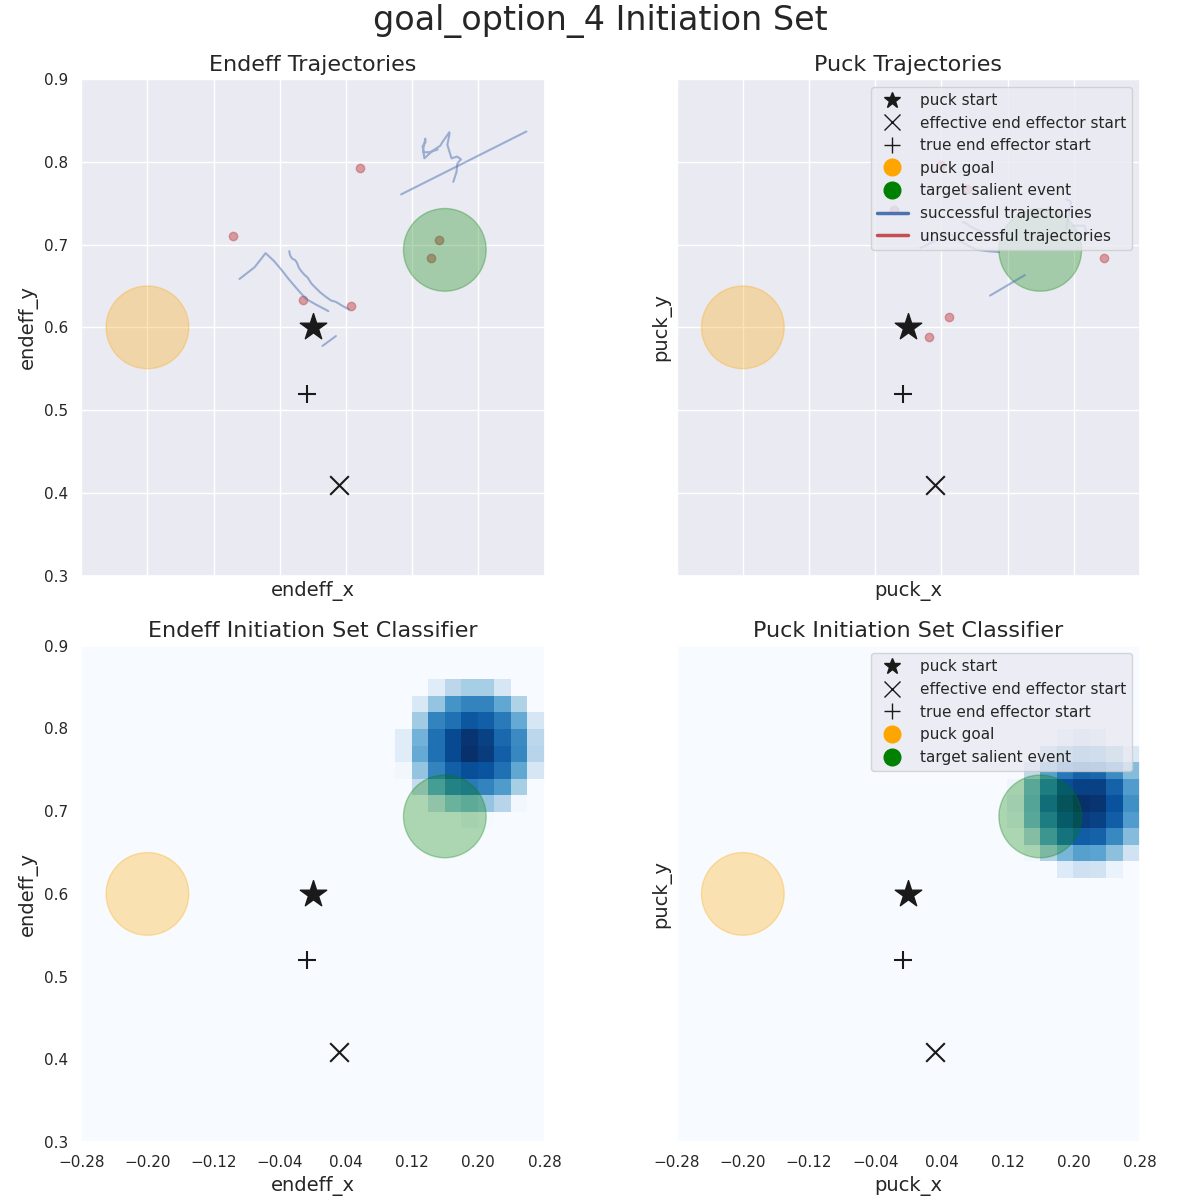 goal_option_4 Initiation Set
Endeff Trajectories
0.9
0.8
0.7
0.6
0.5
0.4
0.3
endeff_y
endeff_x
Puck Trajectories
puck start
effective end effector start
true end effector start
puck goal
target salient event
successful trajectories
unsuccessful trajectories
puck_y
puck_x
Endeff Initiation Set Classifier
0.9
0.8
0.7
0.6
0.5
0.4
0.3
endeff_y
−0.28 −0.20 −0.12 −0.04 0.04 0.12 0.20 0.28
endeff_x
Puck Initiation Set Classifier
puck start
effective end effector start
true end effector start
puck goal
target salient event
puck_y
−0.28 −0.20 −0.12 −0.04 0.04 0.12 0.20 0.28
puck_x